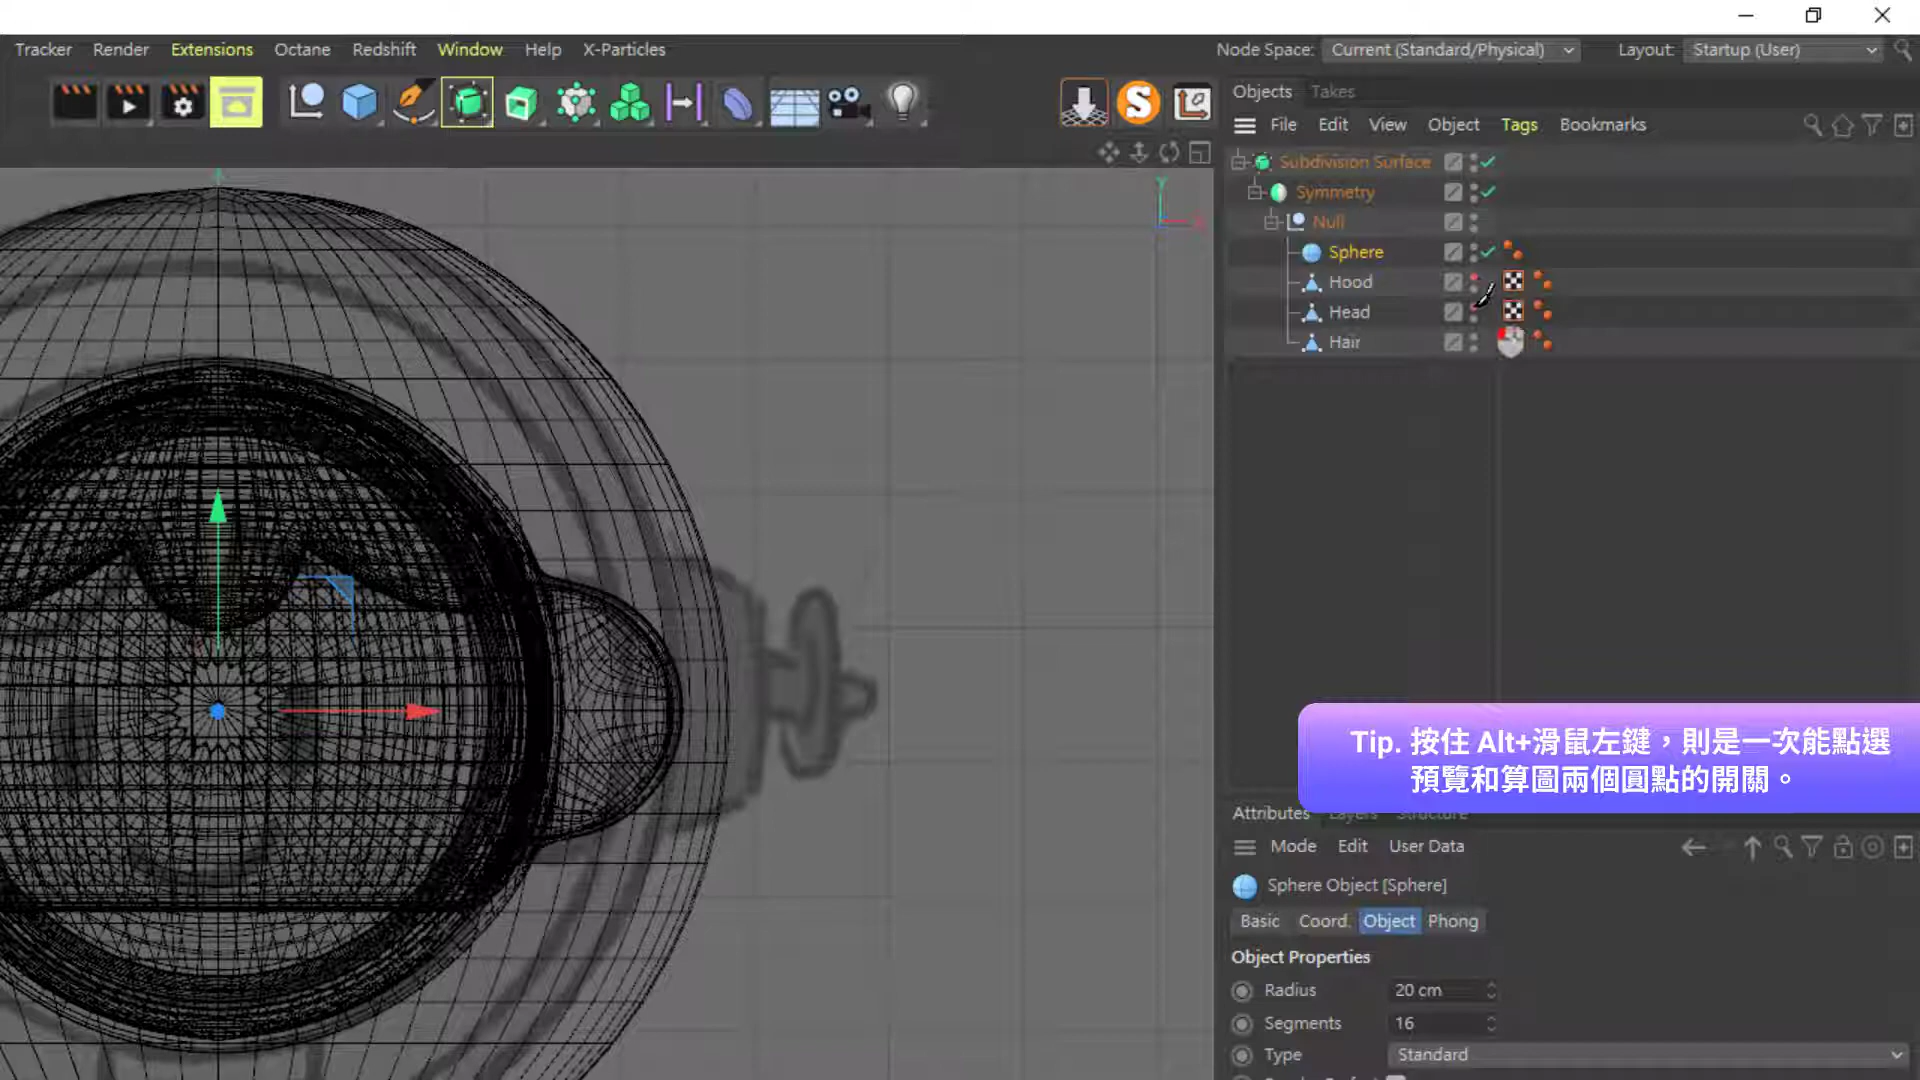 Tracker Render Extensions Octane Redshift Window Help X-Particles
Node Space: Current (Standard/Physical) Layout: Startup (User)
Objects Takes
File Edit View Object Tags Bookmarks
Subdivision Surface
Symmetry
Null
Sphere
Hood
Head
Hair
Y
Tip. 按住 Alt+滑鼠左鍵，則是一次能點選
預覽和算圖兩個圓點的開關。
Attributes Layers Structure
Mode Edit User Data
Sphere Object [Sphere]
Basic Coord. Object Phong
Object Properties
Radius 20 cm
Segments 16
Type Standard